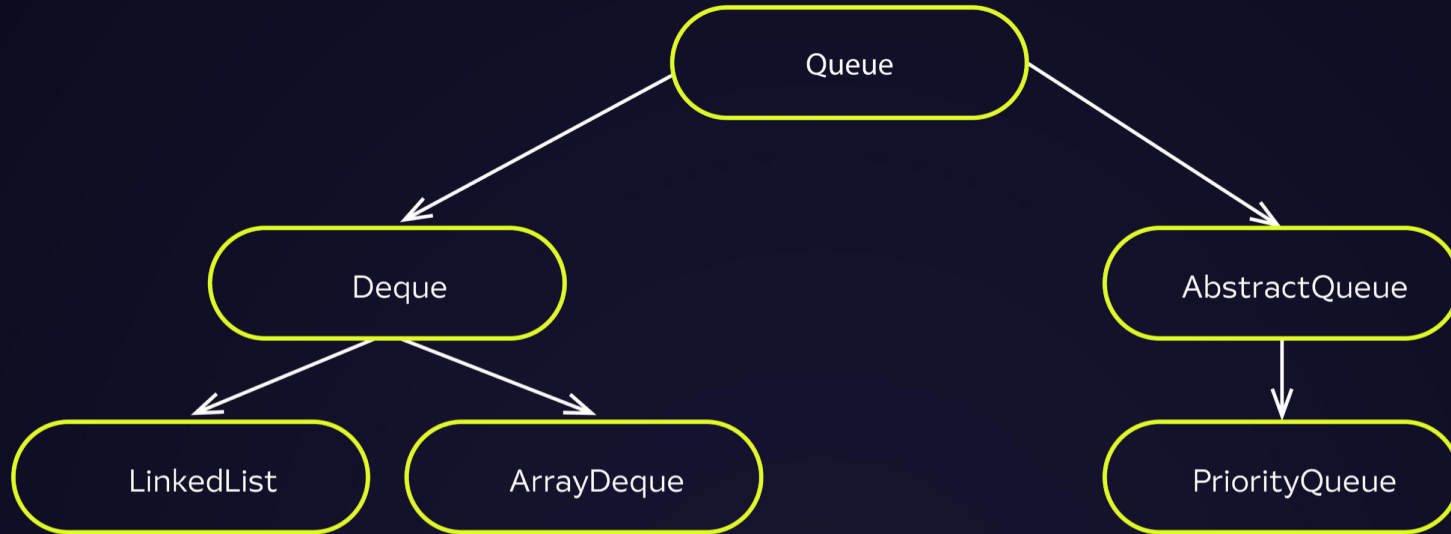 Queue
Deque
AbstractQueue
LinkedList
ArrayDeque
PriorityQueue